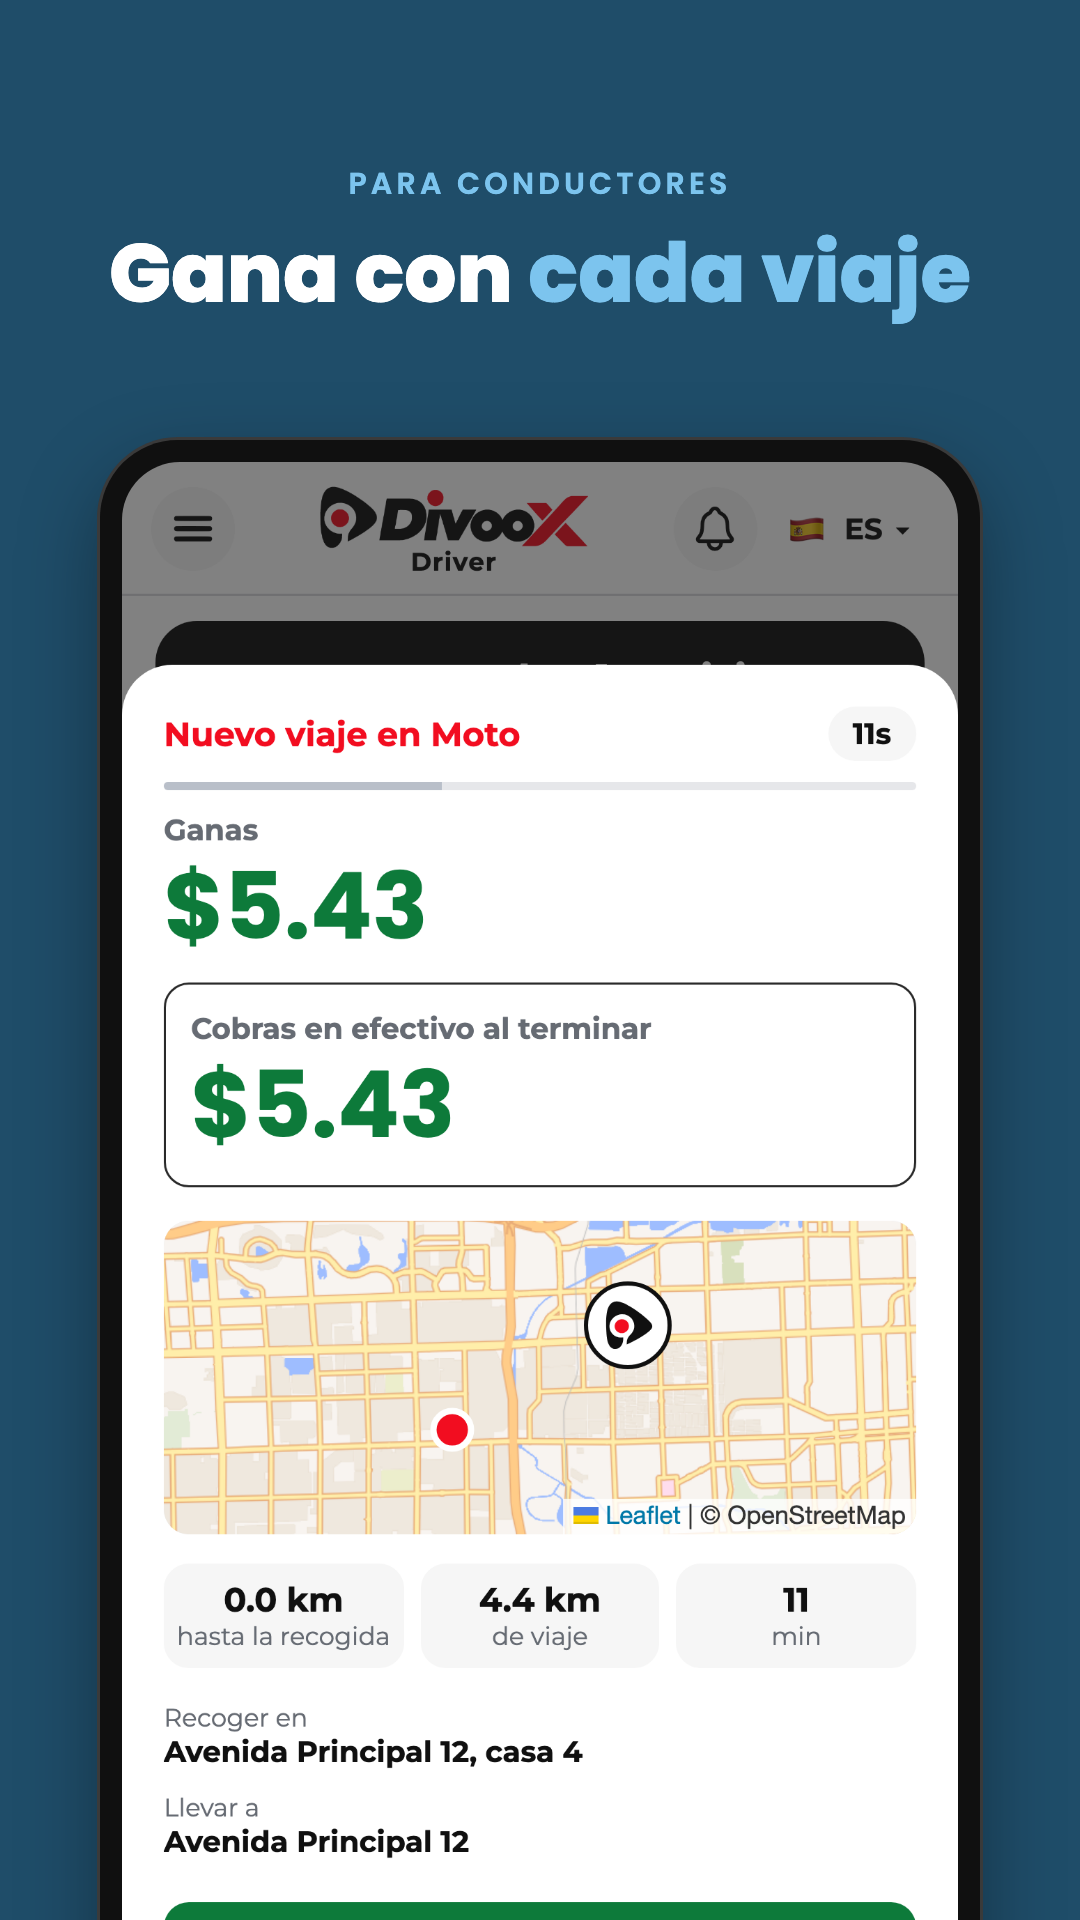 PARA CONDUCTORES
Gana con cada viaje
DivooX
Driver
ES
Nuevo viaje en Moto
11s
Ganas
$5.43
Cobras en efectivo al terminar
$5.43
Leaflet | © OpenStreetMap
0.0 km
hasta la recogida
4.4 km
de viaje
11
min
Recoger en
Avenida Principal 12, casa 4
Llevar a
Avenida Principal 12